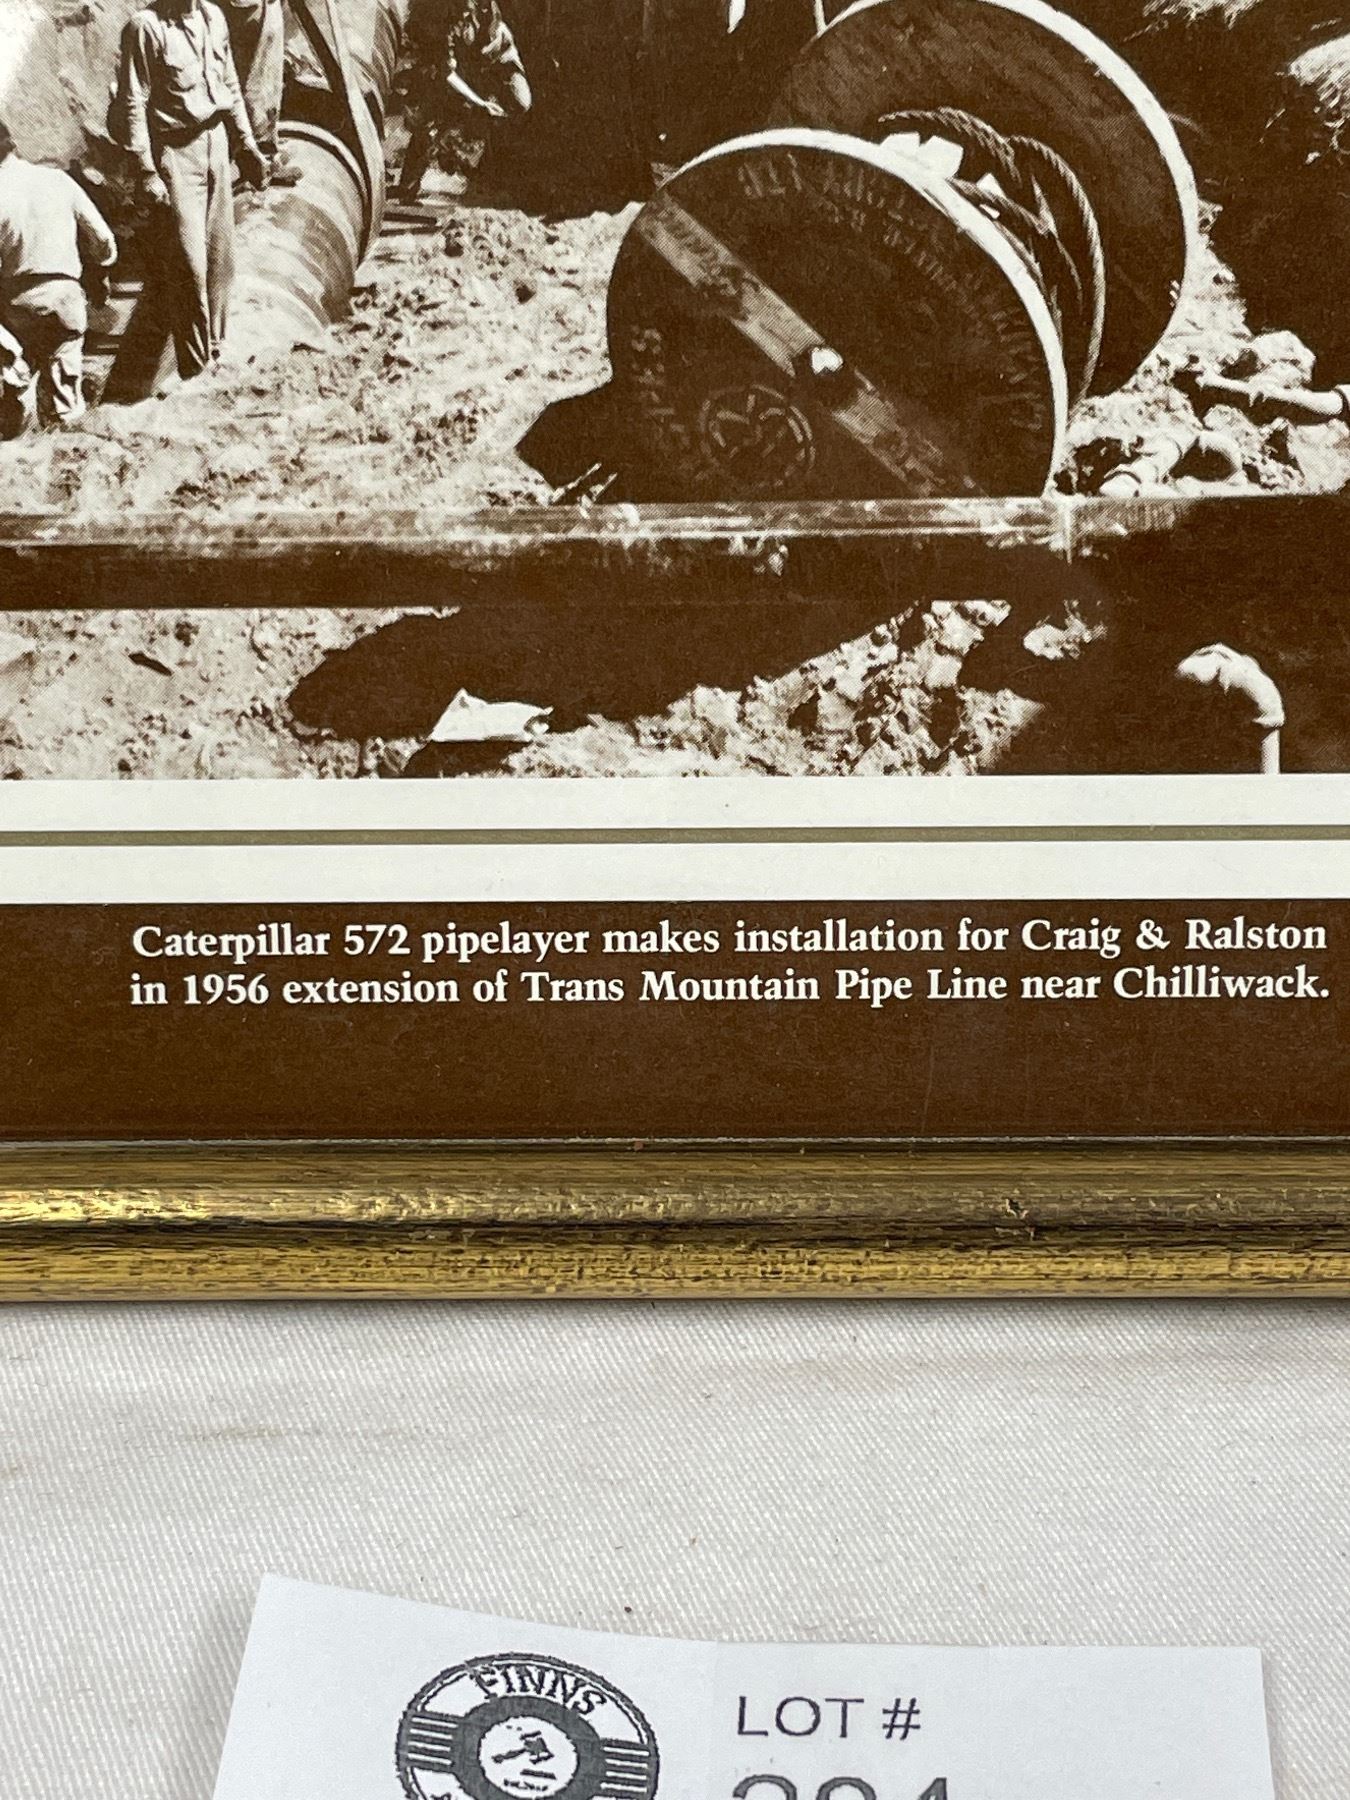 Caterpillar 572 pipelayer makes installation for Craig & Ralston
in 1956 extension of Trans Mountain Pipe Line near Chilliwack.
FINNS
LOT #